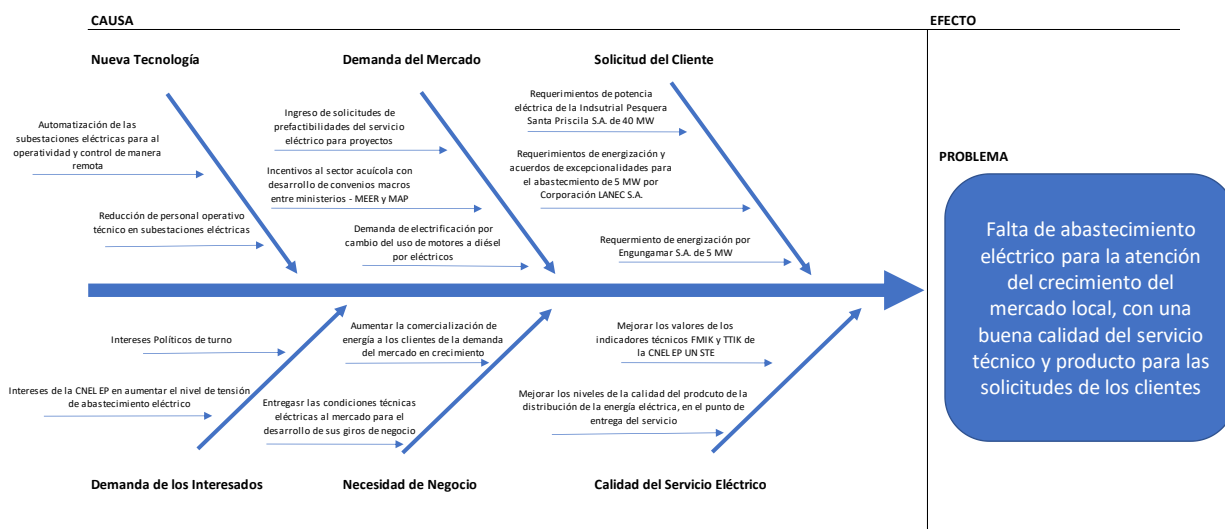 CAUSA
EFECTO
Nueva Tecnología
Demanda del Mercado
Solicitud del Cliente
Automatización de las
subestaciones eléctricas para al
operatividad y control de manera
remota
Reducción de personal operativo
técnico en subestaciones eléctricas
Ingreso de solicitudes de
prefactibilidades del servicio
eléctrico para proyectos
Incentivos al sector acuícola con
desarrollo de convenios macros
entre ministerios - MEER y MAP
Demanda de electrificación por
cambio del uso de motores a diésel
por eléctricos
Requerimientos de potencia
eléctrica de la Indsutrial Pesquera
Santa Priscila S.A. de 40 MW
Requerimientos de energización y
acuerdos de excepcionalidades para
el abastecimiento de 5 MW por
Corporación LANEC S.A.
Requermiento de energización por
Engungamar S.A. de 5 MW
PROBLEMA
Falta de abastecimiento
eléctrico para la atención
del crecimiento del
mercado local, con una
buena calidad del servicio
técnico y producto para las
solicitudes de los clientes
Intereses Políticos de turno
Intereses de la CNEL EP en aumentar el nivel de tensión
de abastecimiento eléctrico
Aumentar la comercialización de
energía a los clientes de la demanda
del mercado en crecimiento
Entregasr las condiciones técnicas
eléctricas al mercado para el
desarrollo de sus giros de negocio
Mejorar los valores de los
indicadores técnicos FMIK y TTIK de
la CNEL EP UN STE
Mejorar los niveles de la calidad del prodcuto de la
distribución de la energía eléctrica, en el punto de
entrega del servicio
Demanda de los Interesados
Necesidad de Negocio
Calidad del Servicio Eléctrico